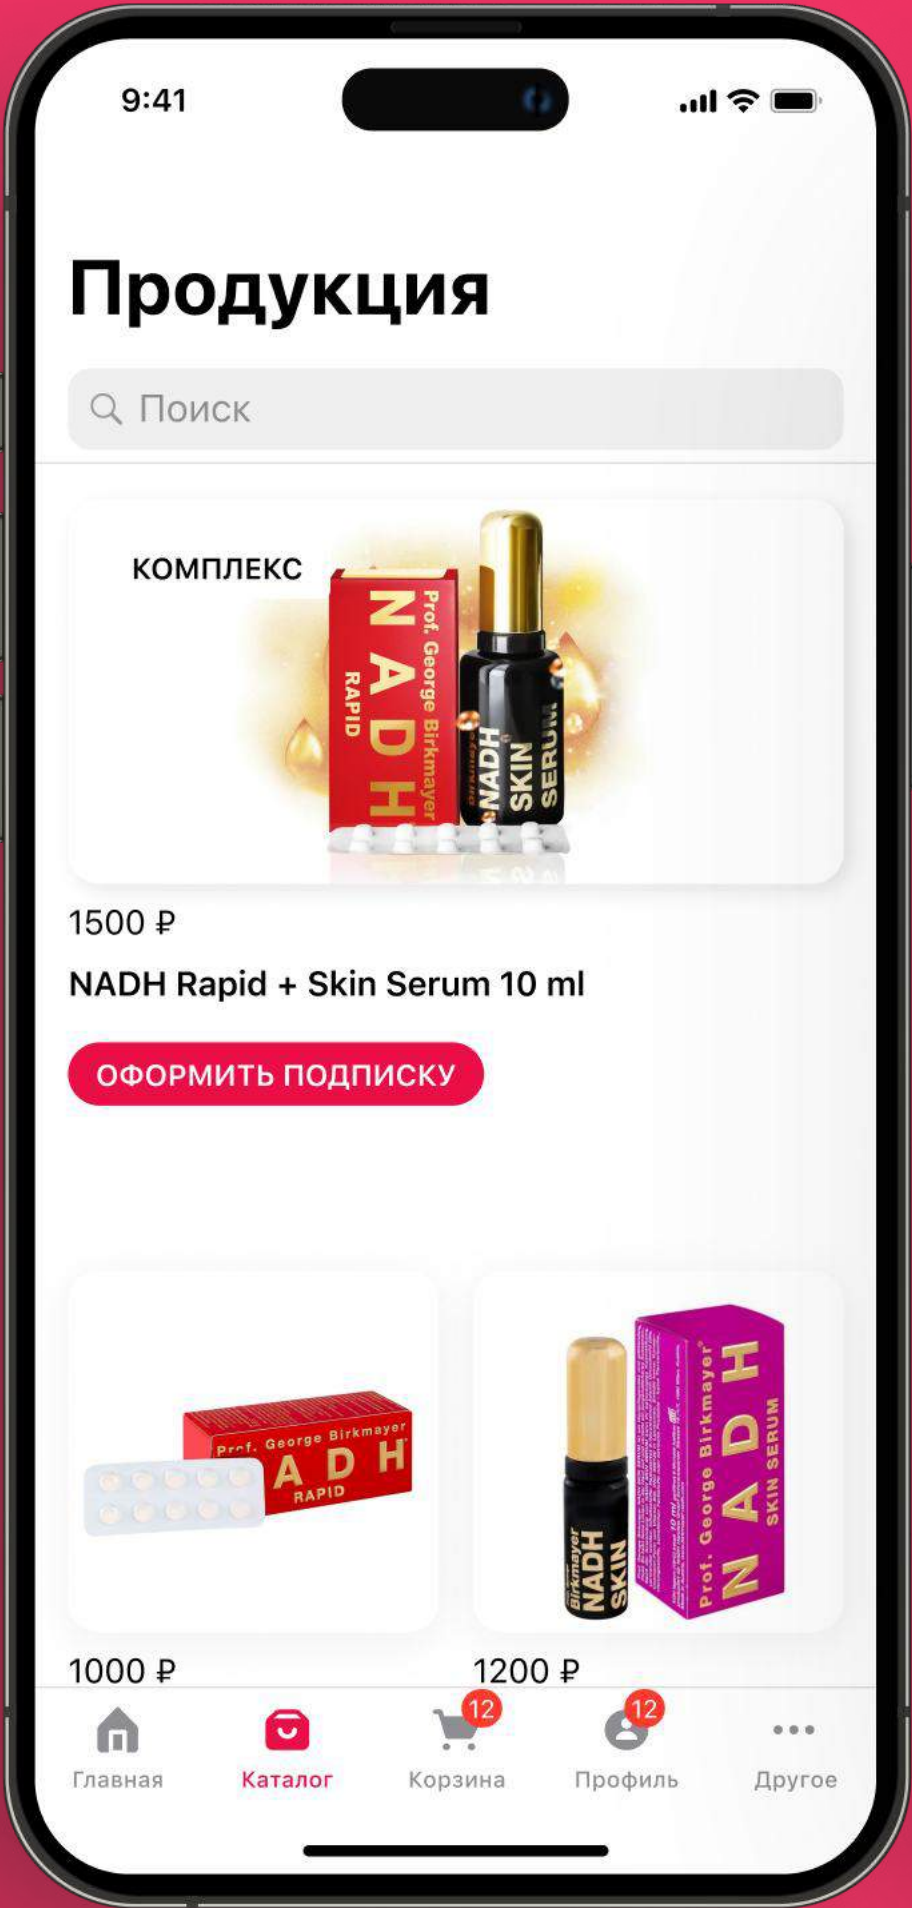 9:41
Продукция
Поиск
КОМПЛЕКС
Prof. George Birkmayer
NADH
RAPID
NADH
SKIN
SERUM
1500 ₽
NADH Rapid + Skin Serum 10 ml
ОФОРМИТЬ ПОДПИСКУ
Prof. George Birkmayer
ADH
RAPID
Birkmayer
NADH
SKIN
Prof. George Birkmayer
NADH
SKIN SERUM
1000 ₽
1200 ₽
12
12
Главная
Каталог
Корзина
Профиль
Другое